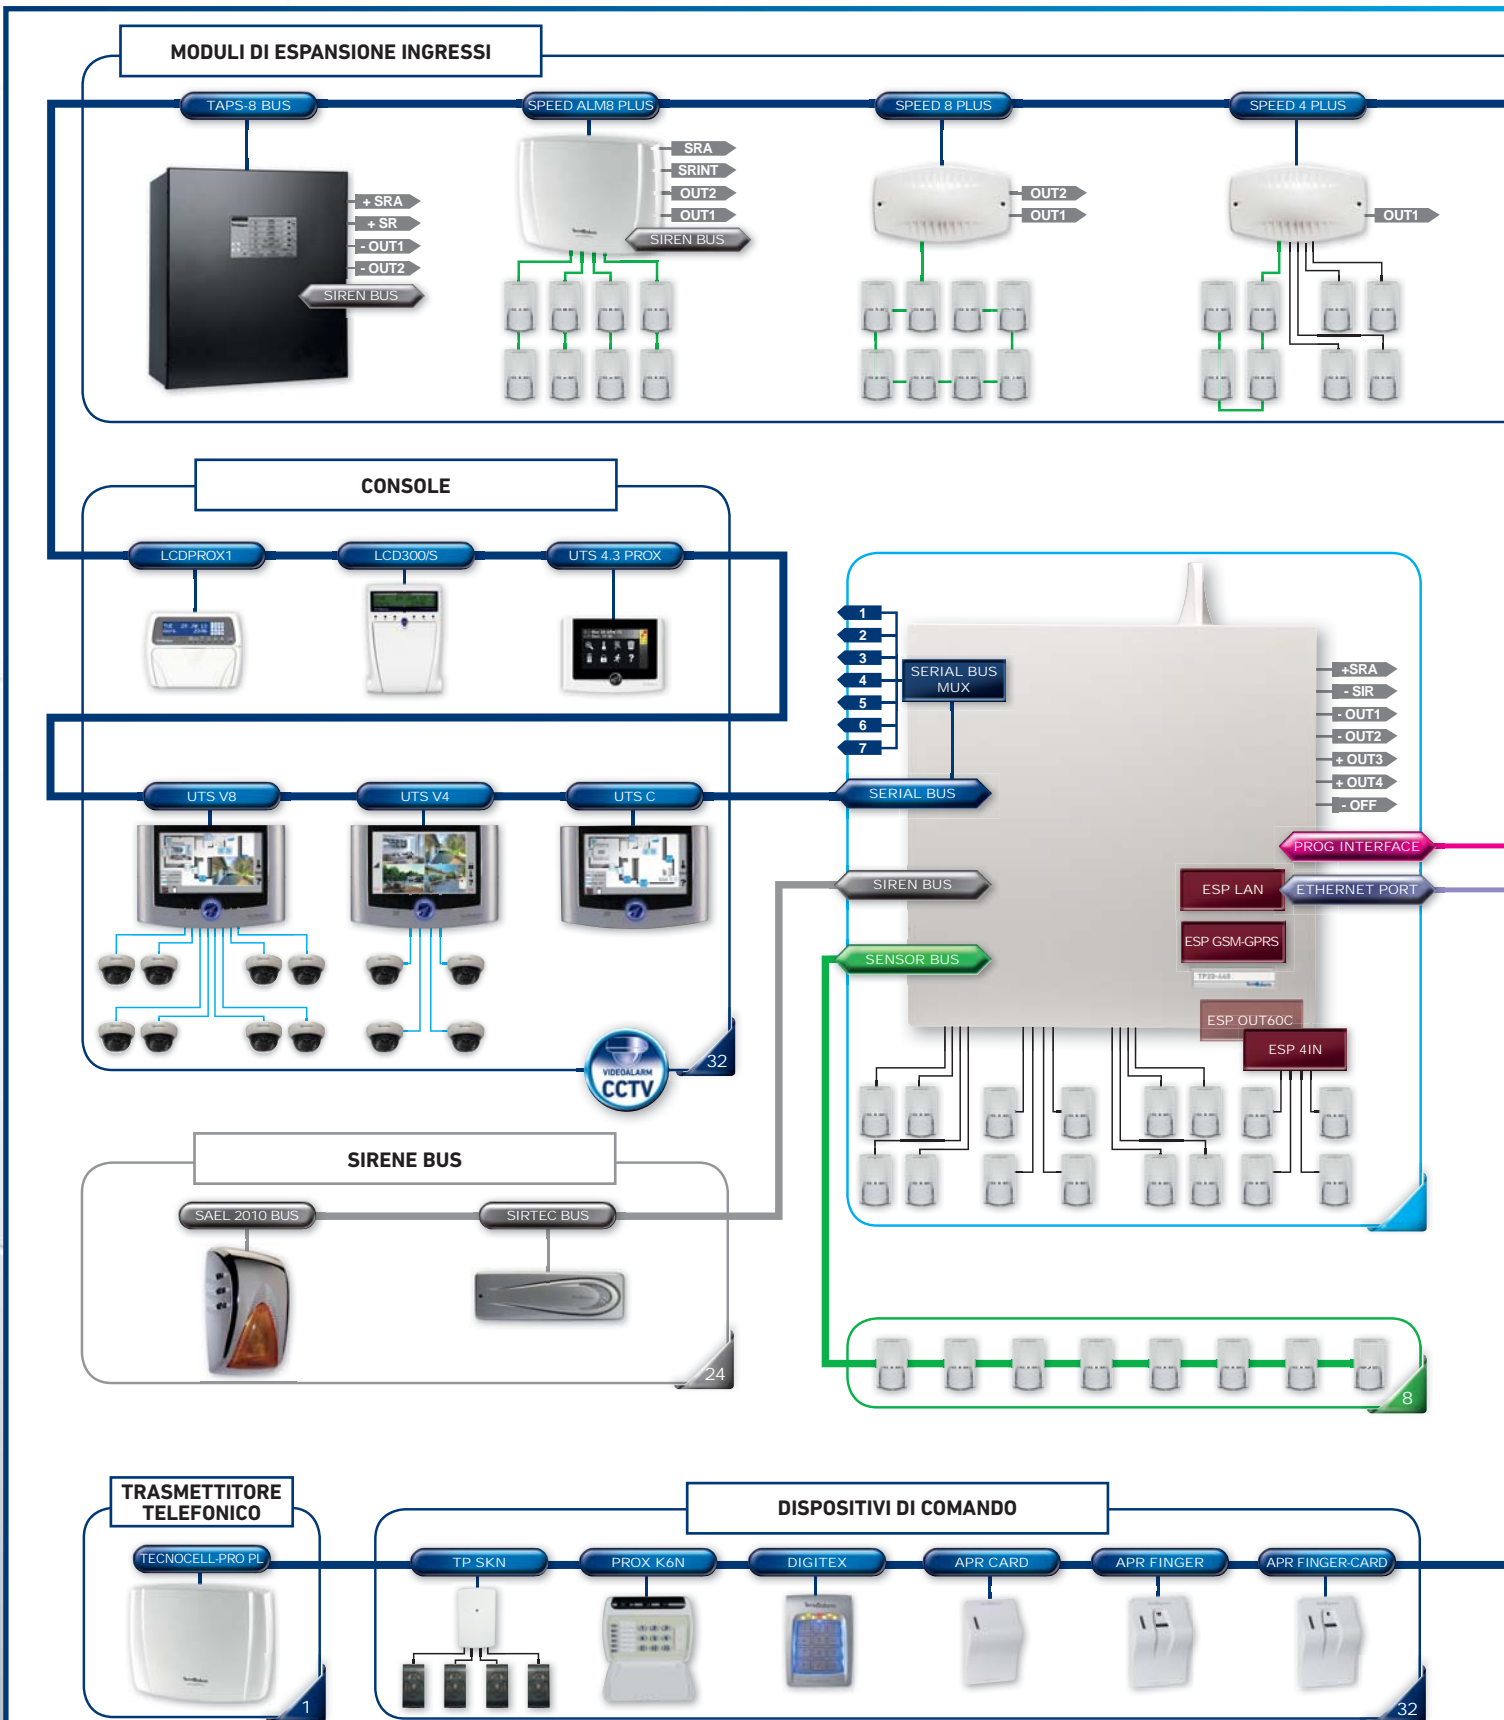 MODULI DI ESPANSIONE INGRESSI
TAPS-8 BUS
SPEED ALM8 PLUS
SPEED 8 PLUS
SPEED 4 PLUS
+ SRA
+ SR
- OUT1
- OUT2
SIREN BUS
SRA
SRINT
OUT2
OUT1
SIREN BUS
OUT2
OUT1
OUT1
CONSOLE
LCDPROX1
LCD300/S
UTS 4.3 PROX
UTS V8
UTS V4
UTS C
VIDEOALARM
CCTV
32
1
2
3
4
5
6
7
SERIAL BUS
MUX
SERIAL BUS
SIREN BUS
SENSOR BUS
+SRA
- SIR
- OUT1
- OUT2
+ OUT3
+ OUT4
- OFF
PROG INTERFACE
ESP LAN
ETHERNET PORT
ESP GSM-GPRS
TP20-440
ESP OUT60C
ESP 4IN
SIRENE BUS
SAEL 2010 BUS
SIRTEC BUS
24
8
TRASMETTITORE
TELEFONICO
TECNOCELL-PRO PL
1
DISPOSITIVI DI COMANDO
TP SKN
PROX K6N
DIGITEX
APR CARD
APR FINGER
APR FINGER-CARD
32